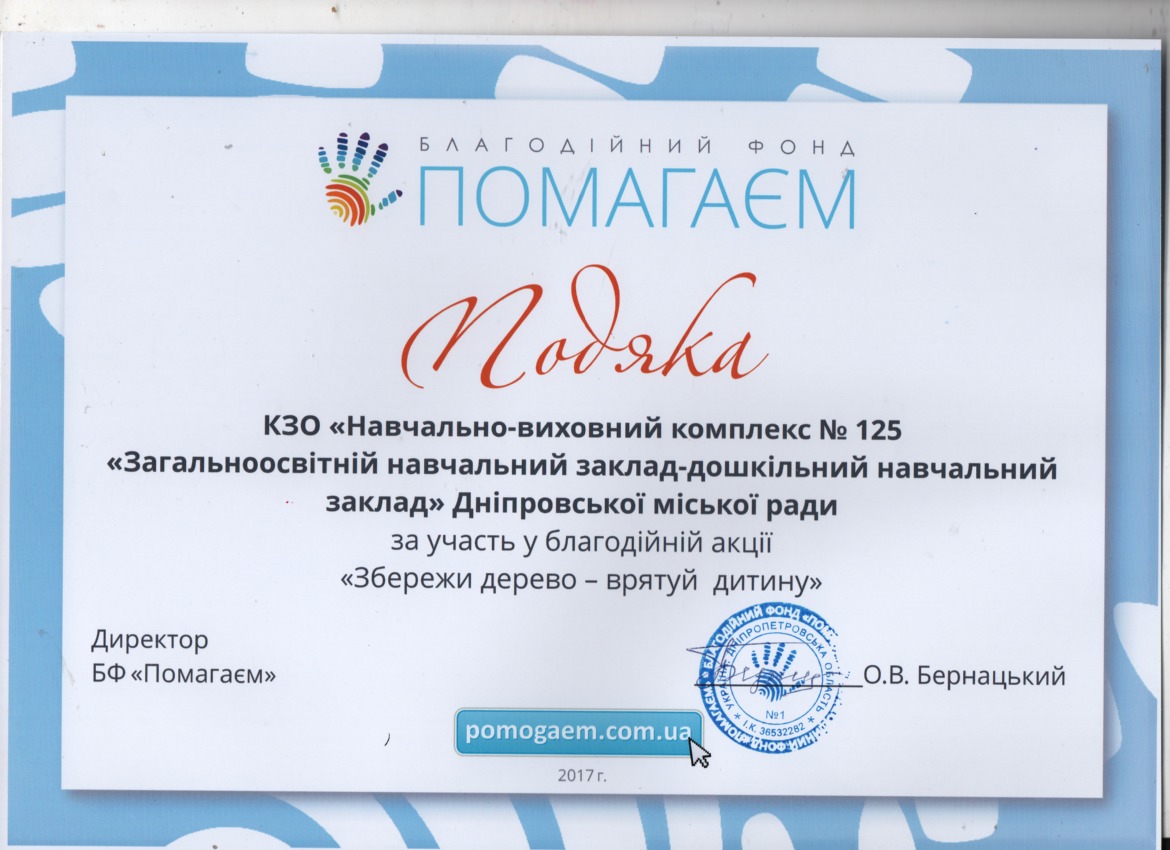 БЛАГОДІЙНИЙ ФОНД
ПОМАГАЄМ
Подяка
КЗО «Навчально-виховний комплекс № 125
«Загальноосвітній навчальний заклад-дошкільний навчальний
заклад» Дніпровської міської ради
за участь у благодійній акції
«Збережи дерево – врятуй дитину»
Директор
БФ «Помагаєм»
БЛАГОДІЙНИЙ ФОНД
«ПОМАГАЄМ»
УКРАЇНА, ДНІПРОПЕТРОВСЬКА ОБЛАСТЬ
№1
І.К. 36532282
О.В. Бернацький
pomogaem.com.ua
2017 г.